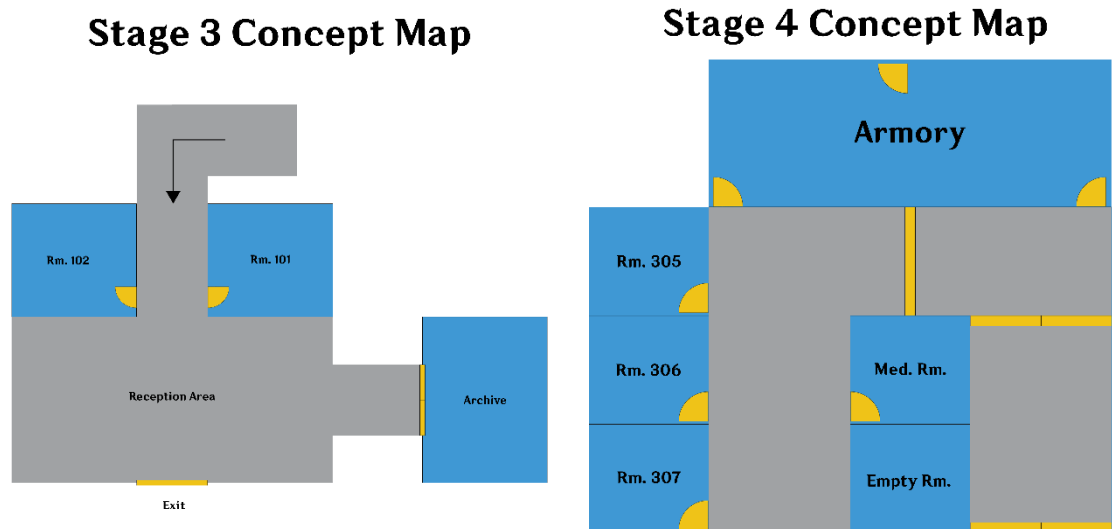 Stage 3 Concept Map
Rm. 102
Rm. 101
Reception Area
Archive
Exit
Stage 4 Concept Map
Armory
Rm. 305
Rm. 306
Med. Rm.
Rm. 307
Empty Rm.